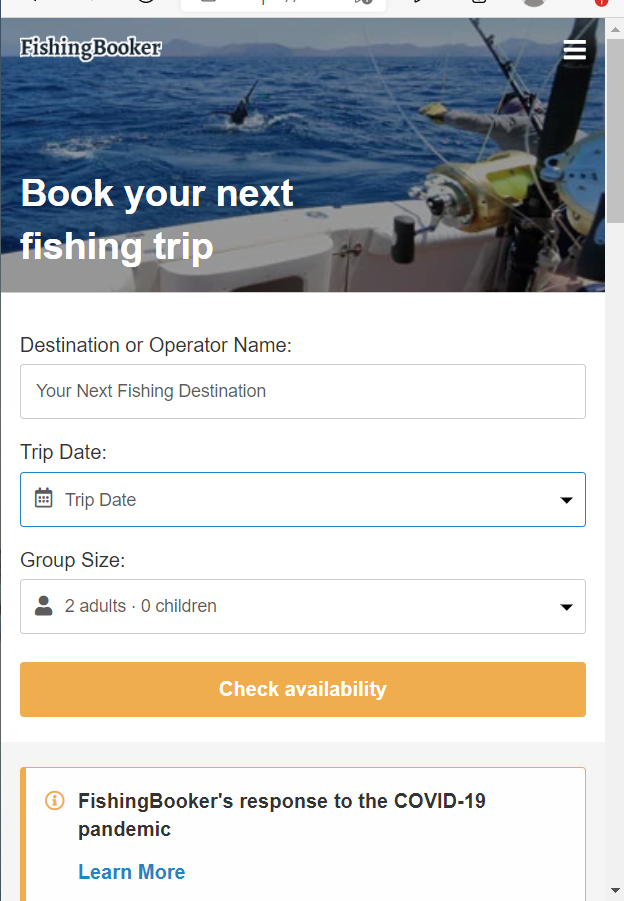 FishingBooker
Book your next
fishing trip
Destination or Operator Name:
Your Next Fishing Destination
Trip Date:
Trip Date
Group Size:
2 adults · 0 children
Check availability
FishingBooker's response to the COVID-19
pandemic
Learn More